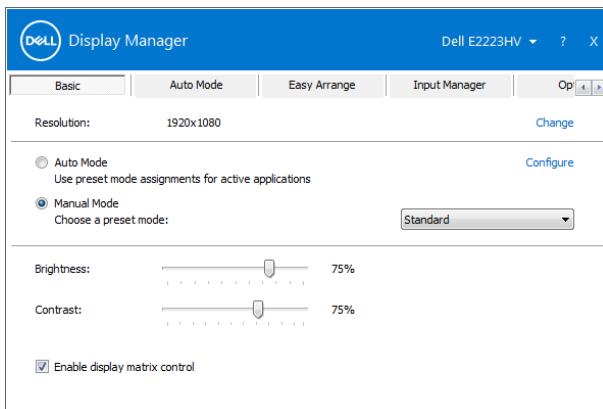 DELL Display Manager Dell E2223HV ? X
Basic Auto Mode Easy Arrange Input Manager Op
Resolution: 1920x1080 Change
Auto Mode Configure
Use preset mode assignments for active applications
Manual Mode
Choose a preset mode: Standard
Brightness: 75%
Contrast: 75%
Enable display matrix control